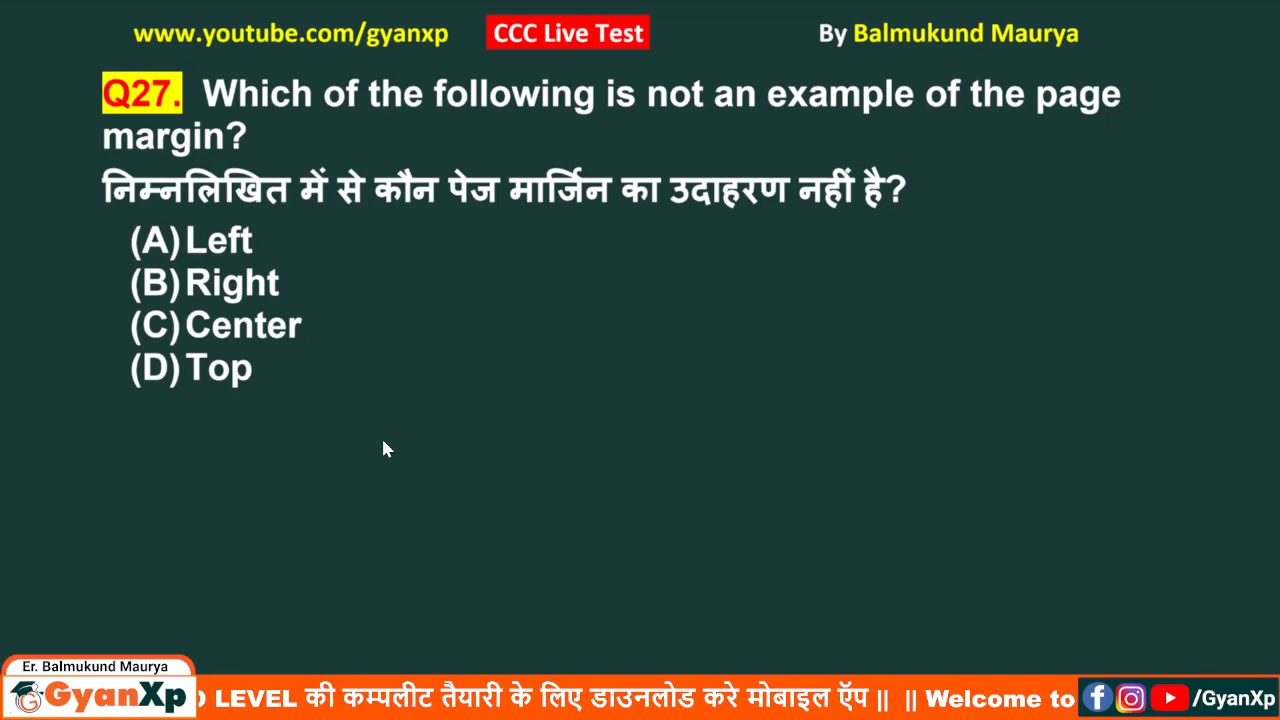 www.youtube.com/gyanxp CCC Live Test By Balmukund Maurya
Q27. Which of the following is not an example of the page
margin?
निम्नलिखित में से कौन पेज मार्जिन का उदाहरण नहीं है?
(A) Left
(B) Right
(C) Center
(D) Top
Er. Balmukund Maurya
GyanXp LEVEL की कम्पलीट तैयारी के लिए डाउनलोड करे मोबाइल ऍप || || Welcome to /GyanXp